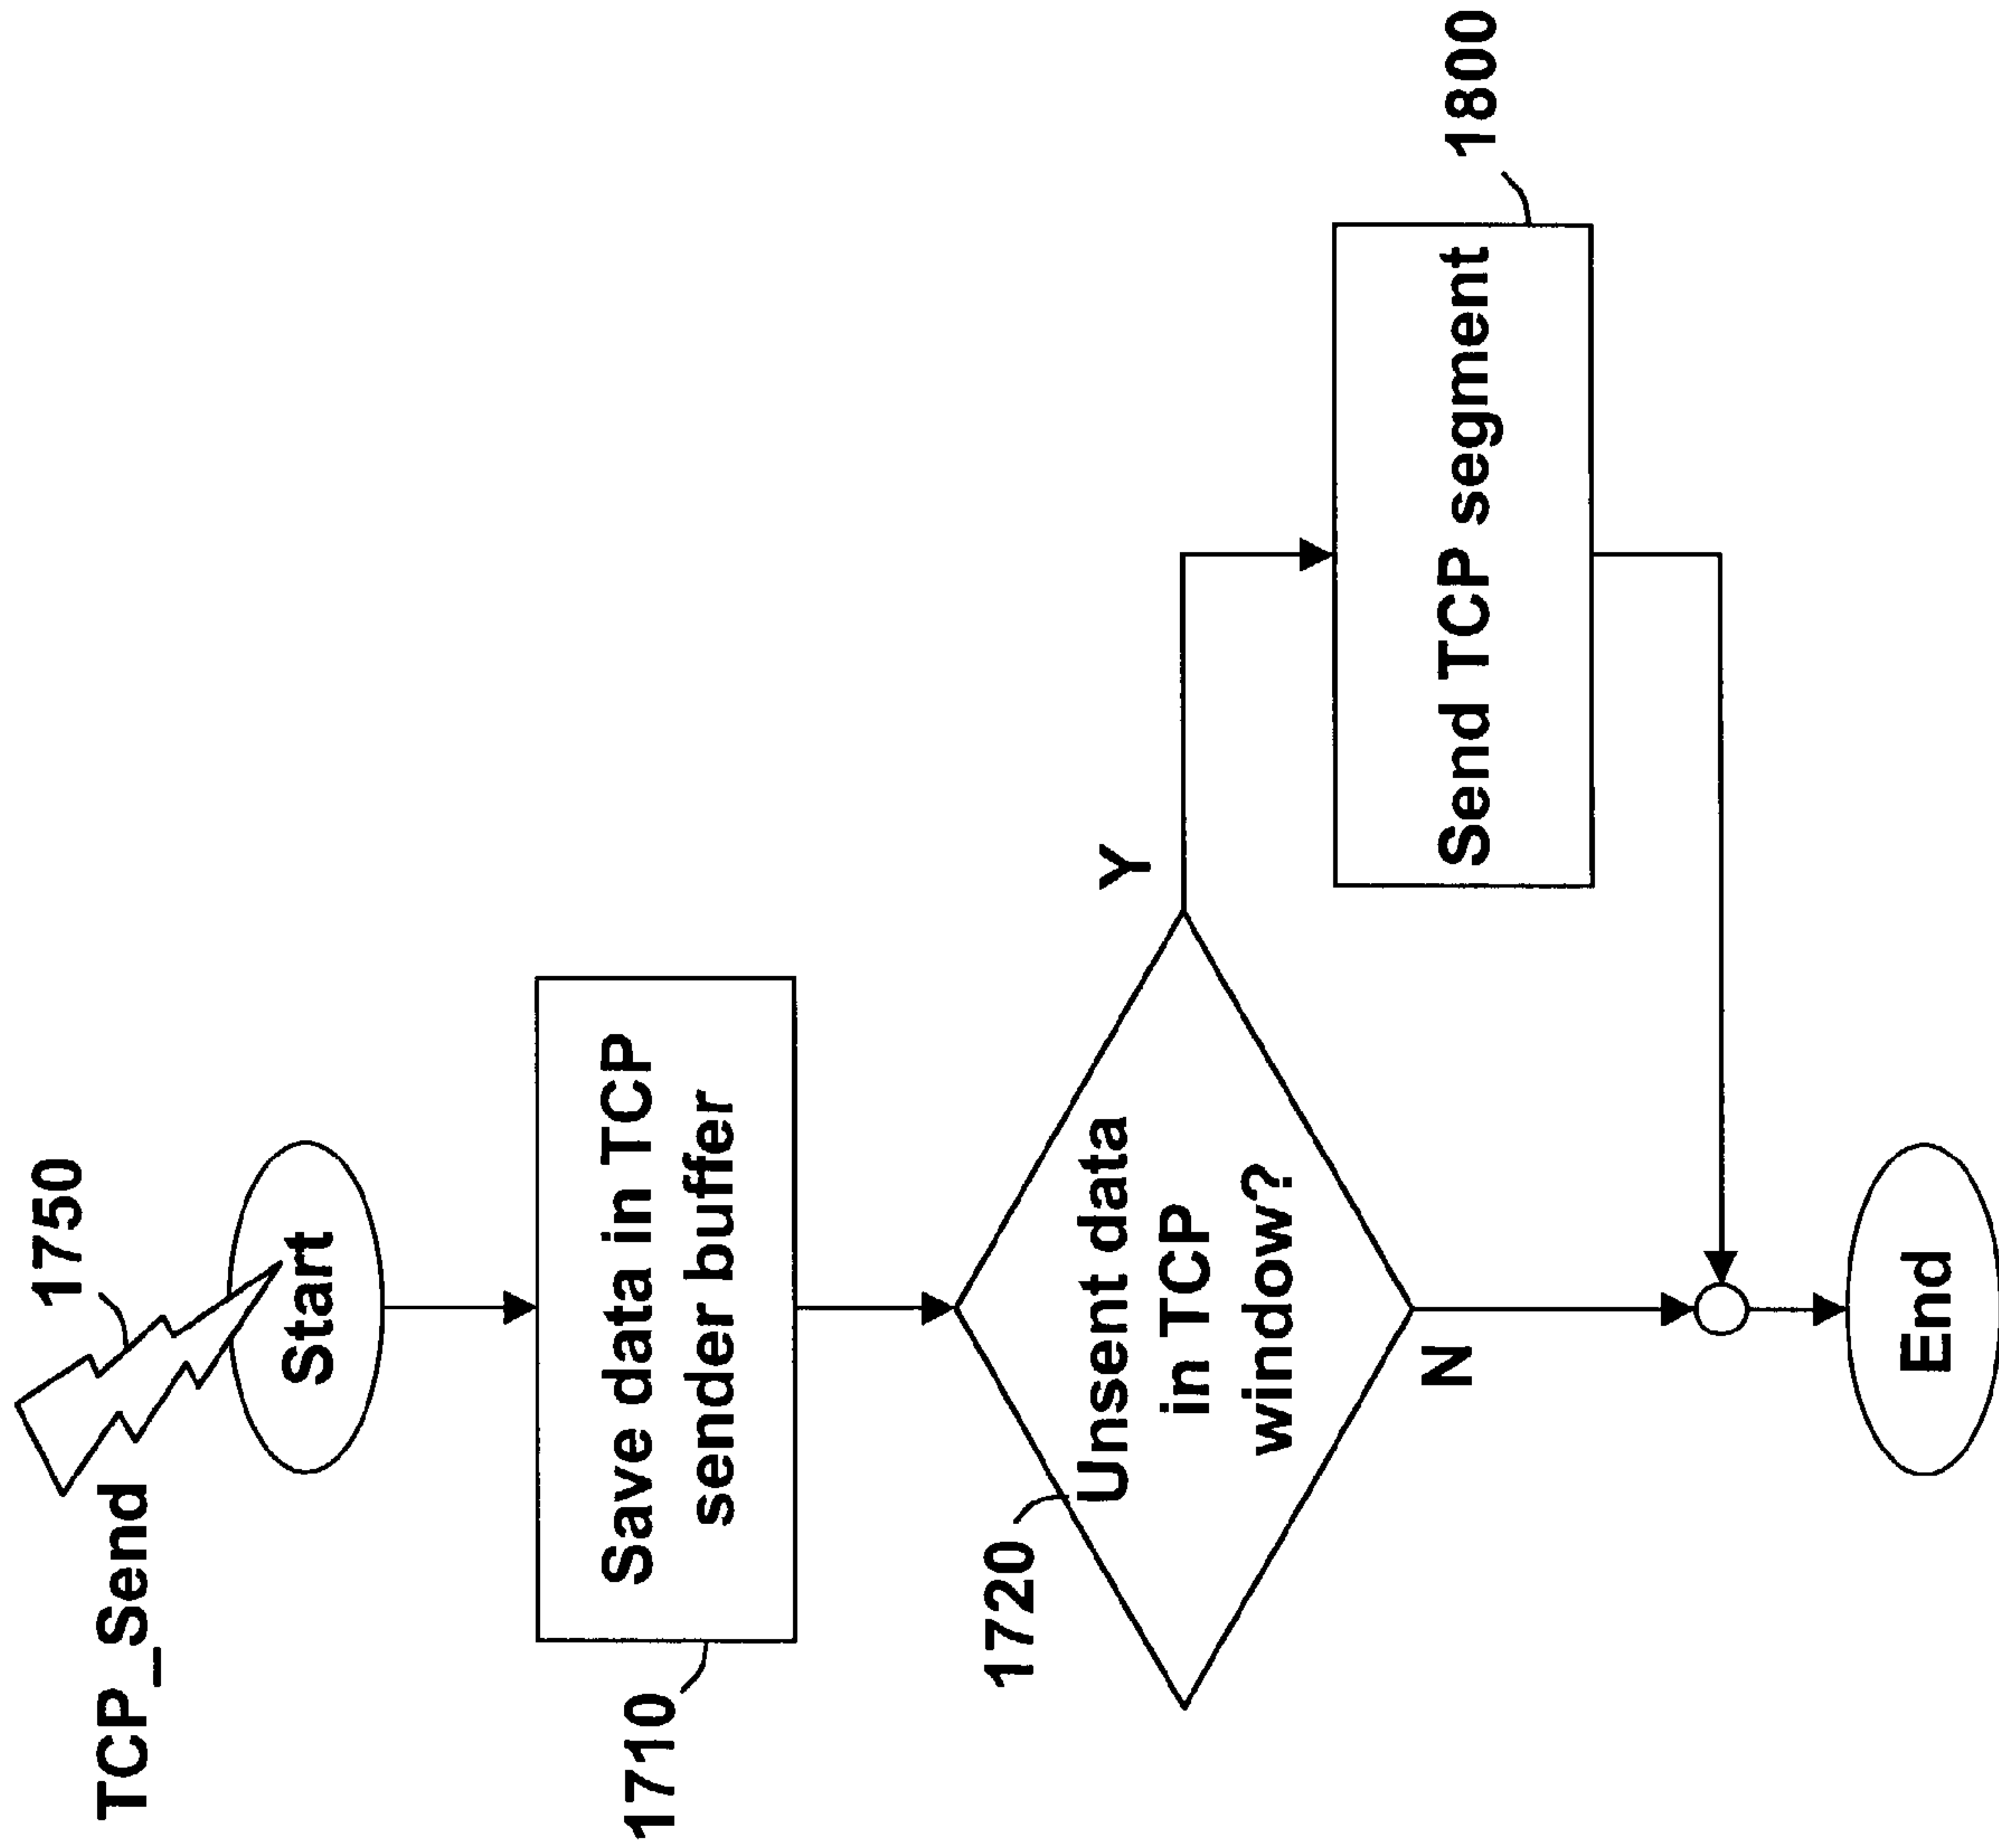 TCP_Send
1750
Start
1710
Save data in TCP
sender buffer
1720
Unsent data
in TCP
window?
Y
N
Send TCP segment
1800
End